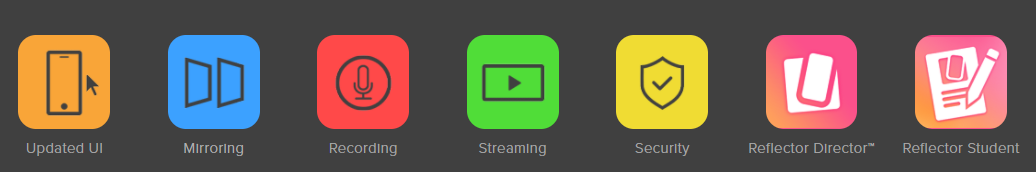 Updated UI
Mirroring
Recording
Streaming
Security
Reflector Director™
Reflector Student